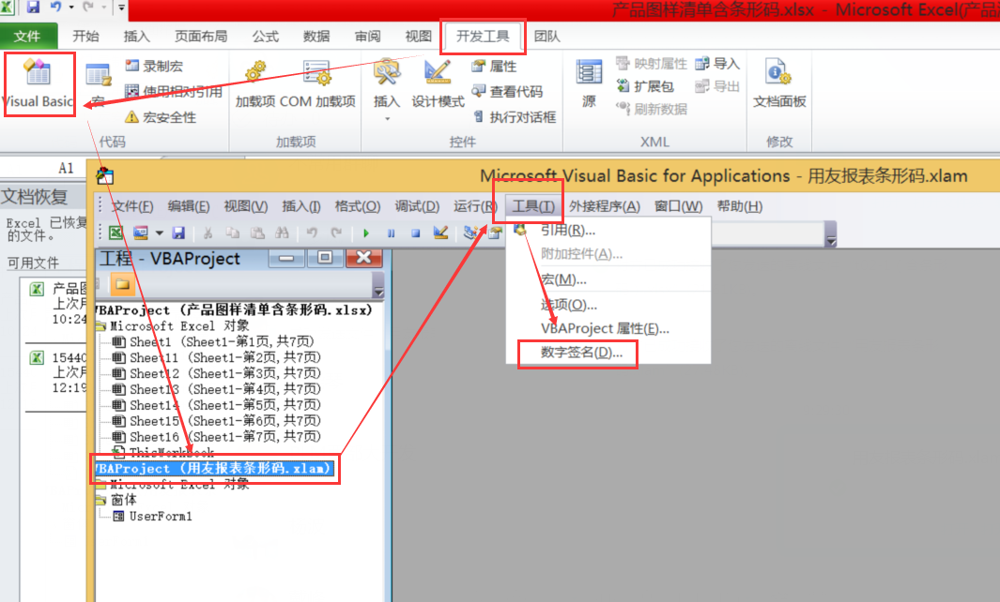 产品图样清单含条形码.xlsx - Microsoft Excel(产品
文件 开始 插入 页面布局 公式 数据 审阅 视图 开发工具 团队
Visual Basic
宏
录制宏
使用相对引用
宏安全性
代码
加载项 COM 加载项
加载项
插入 设计模式
属性
查看代码
执行对话框
控件
源
映射属性
扩展包
刷新数据
导入
导出
XML
文档面板
修改
A1
Microsoft Visual Basic for Applications - 用友报表条形码.xlam
文件(F) 编辑(E) 视图(V) 插入(I) 格式(O) 调试(D) 运行(R) 工具(T) 外接程序(A) 窗口(W) 帮助(H)
文档恢复
Excel 已恢复
的文件。
可用文件
产品图
上次月
10:24
15440
上次月
12:19
工程 - VBAProject
VBAProject (产品图样清单含条形码.xlsx)
Microsoft Excel 对象
Sheet1 (Sheet1-第1页,共7页)
Sheet11 (Sheet1-第2页,共7页)
Sheet12 (Sheet1-第3页,共7页)
Sheet13 (Sheet1-第4页,共7页)
Sheet14 (Sheet1-第5页,共7页)
Sheet15 (Sheet1-第6页,共7页)
Sheet16 (Sheet1-第7页,共7页)
ThisWorkbook
VBAProject (用友报表条形码.xlam)
Microsoft Excel 对象
窗体
UserForm1
引用(R)...
附加控件(A)...
宏(M)...
选项(O)...
VBAProject 属性(E)...
数字签名(D)...